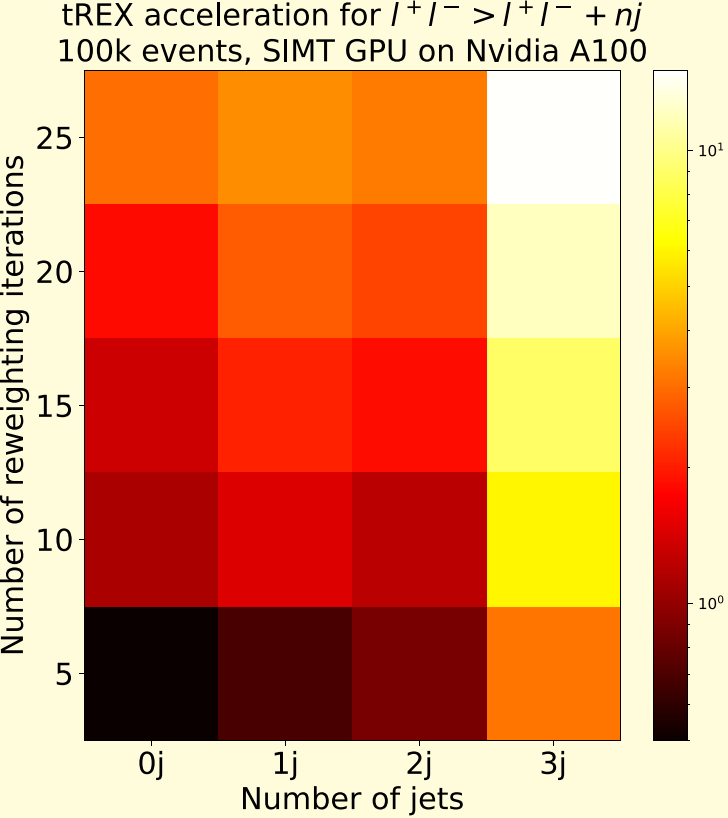 tREX acceleration for l⁺l⁻ > l⁺l⁻ + nj
100k events, SIMT GPU on Nvidia A100
Number of reweighting iterations
25
20
15
10
5
0j 1j 2j 3j
Number of jets
10¹
10⁰